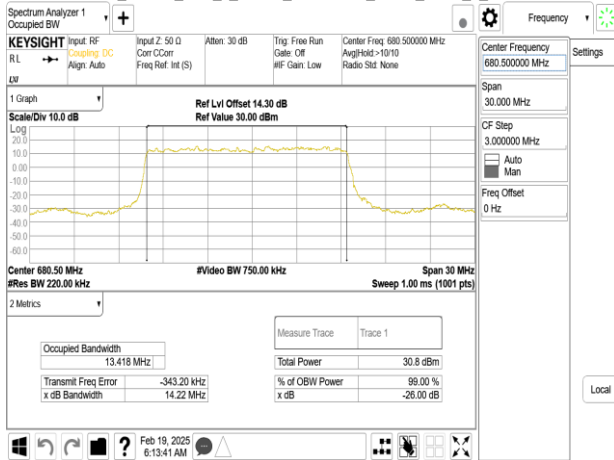 Spectrum Analyzer 1
Occupied BW
Frequency
KEYSIGHT
RL
LXI
Input: RF
Coupling: DC
Align: Auto
Input Z: 50 Ω
Corr CCorr
Freq Ref: Int (S)
Atten: 30 dB
Trig: Free Run
Gate: Off
#IF Gain: Low
Center Freq: 680.500000 MHz
Avg|Hold:>10/10
Radio Std: None
Center Frequency
680.500000 MHz
Settings
Span
30.000 MHz
CF Step
3.000000 MHz
Auto
Man
Freq Offset
0 Hz
Local
1 Graph
Scale/Div 10.0 dB
Ref Lvl Offset 14.30 dB
Ref Value 30.00 dBm
Log
20.0
10.0
0.00
-10.0
-20.0
-30.0
-40.0
-50.0
-60.0
Center 680.50 MHz
#Video BW 750.00 kHz
Span 30 MHz
#Res BW 220.00 kHz
Sweep 1.00 ms (1001 pts)
2 Metrics
Measure Trace
Trace 1
Occupied Bandwidth
13.418 MHz
Total Power
30.8 dBm
Transmit Freq Error
-343.20 kHz
% of OBW Power
99.00 %
x dB Bandwidth
14.22 MHz
x dB
-26.00 dB
?
Feb 19, 2025
6:13:41 AM